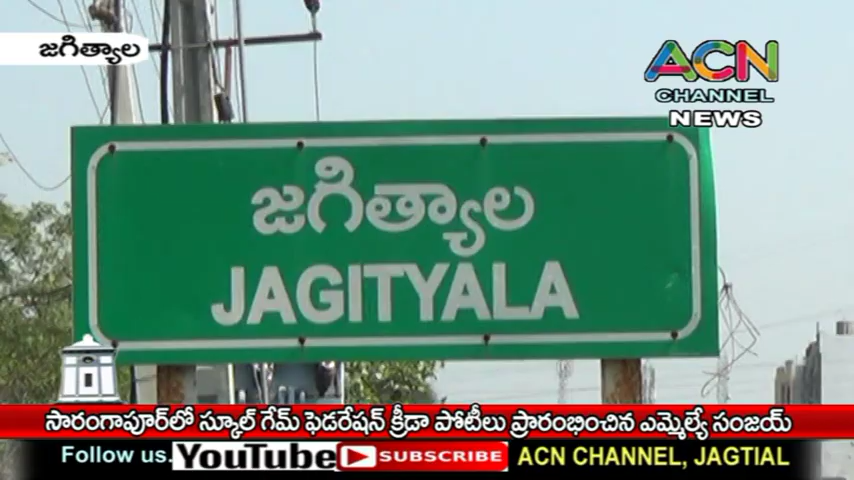 జగిత్యాల
ACN
CHANNEL
NEWS
జగిత్యాల
JAGITYALA
సారంగాపూర్‌లో స్కూల్ గేమ్ ఫెడరేషన్ క్రీడా పోటీలు ప్రారంభించిన ఎమ్మెల్యే సంజయ్
Follow us. YouTube SUBSCRIBE ACN CHANNEL, JAGTIAL